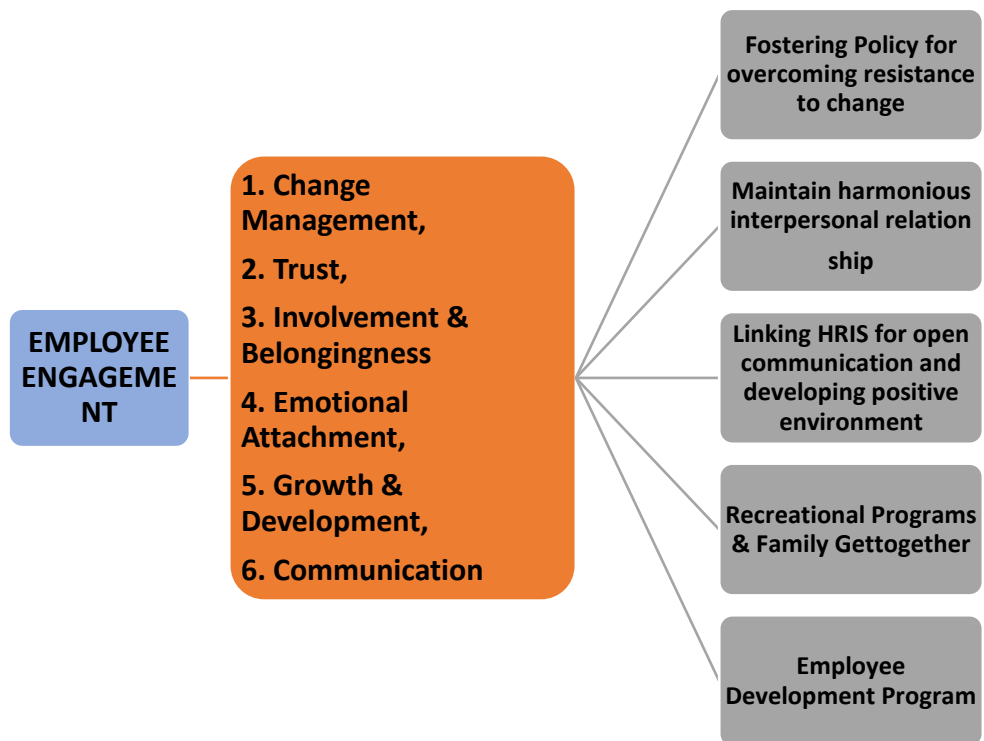 EMPLOYEE
ENGAGEME
NT
1. Change
Management,
2. Trust,
3. Involvement &
Belongingness
4. Emotional
Attachment,
5. Growth &
Development,
6. Communication
Fostering Policy for
overcoming resistance
to change
Maintain harmonious
interpersonal relation
ship
Linking HRIS for open
communication and
developing positive
environment
Recreational Programs
& Family Gettogether
Employee
Development Program